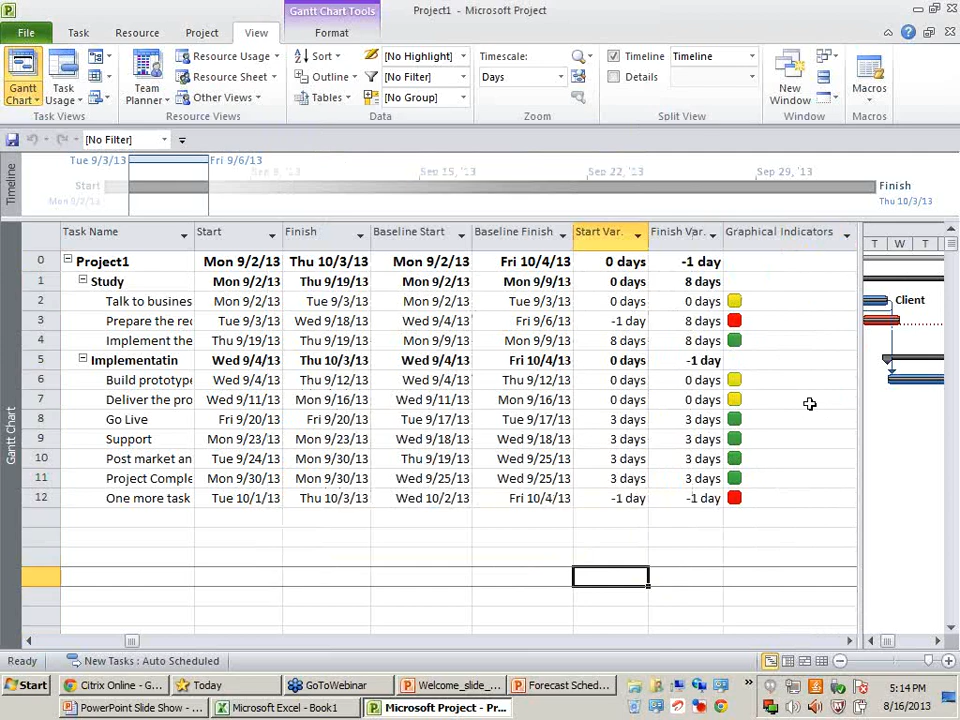 Gantt Chart Tools
Project1 - Microsoft Project
File Task Resource Project View Format
Gantt Chart
Task Usage
Team Planner
Resource Usage
Resource Sheet
Other Views
Sort
Outline
Tables
[No Highlight]
[No Filter]
[No Group]
Timescale:
Days
Timeline Timeline
Details
New Window
Macros
Task Views Resource Views Data Zoom Split View Window Macros
[No Filter]
Timeline
Tue 9/3/13 Fri 9/6/13
Sep 8, '13 Sep 15, '13 Sep 22, '13 Sep 29, '13
Start Finish
Mon 9/2/13 Thu 10/3/13
Gantt Chart
Task Name Start Finish Baseline Start Baseline Finish Start Var. Finish Var. Graphical Indicators
T W T
0 Project1 Mon 9/2/13 Thu 10/3/13 Mon 9/2/13 Fri 10/4/13 0 days -1 day
1 Study Mon 9/2/13 Thu 9/19/13 Mon 9/2/13 Mon 9/9/13 0 days 8 days
2 Talk to busines Mon 9/2/13 Tue 9/3/13 Mon 9/2/13 Tue 9/3/13 0 days 0 days Client
3 Prepare the rec Tue 9/3/13 Wed 9/18/13 Wed 9/4/13 Fri 9/6/13 -1 day 8 days
4 Implement the Thu 9/19/13 Thu 9/19/13 Mon 9/9/13 Mon 9/9/13 8 days 8 days
5 Implementatin Wed 9/4/13 Thu 10/3/13 Wed 9/4/13 Fri 10/4/13 0 days -1 day
6 Build prototype Wed 9/4/13 Thu 9/12/13 Wed 9/4/13 Thu 9/12/13 0 days 0 days
7 Deliver the pro Wed 9/11/13 Mon 9/16/13 Wed 9/11/13 Mon 9/16/13 0 days 0 days
8 Go Live Fri 9/20/13 Fri 9/20/13 Tue 9/17/13 Tue 9/17/13 3 days 3 days
9 Support Mon 9/23/13 Mon 9/23/13 Wed 9/18/13 Wed 9/18/13 3 days 3 days
10 Post market an Tue 9/24/13 Mon 9/30/13 Thu 9/19/13 Wed 9/25/13 3 days 3 days
11 Project Comple Mon 9/30/13 Mon 9/30/13 Wed 9/25/13 Wed 9/25/13 3 days 3 days
12 One more task Tue 10/1/13 Thu 10/3/13 Wed 10/2/13 Fri 10/4/13 -1 day -1 day
Ready New Tasks : Auto Scheduled
Start Citrix Online - G... Today GoToWebinar Welcome_slide_... Forecast Sched...
PowerPoint Slide Show - ... Microsoft Excel - Book1 Microsoft Project - Pr...
5:14 PM
Friday
8/16/2013